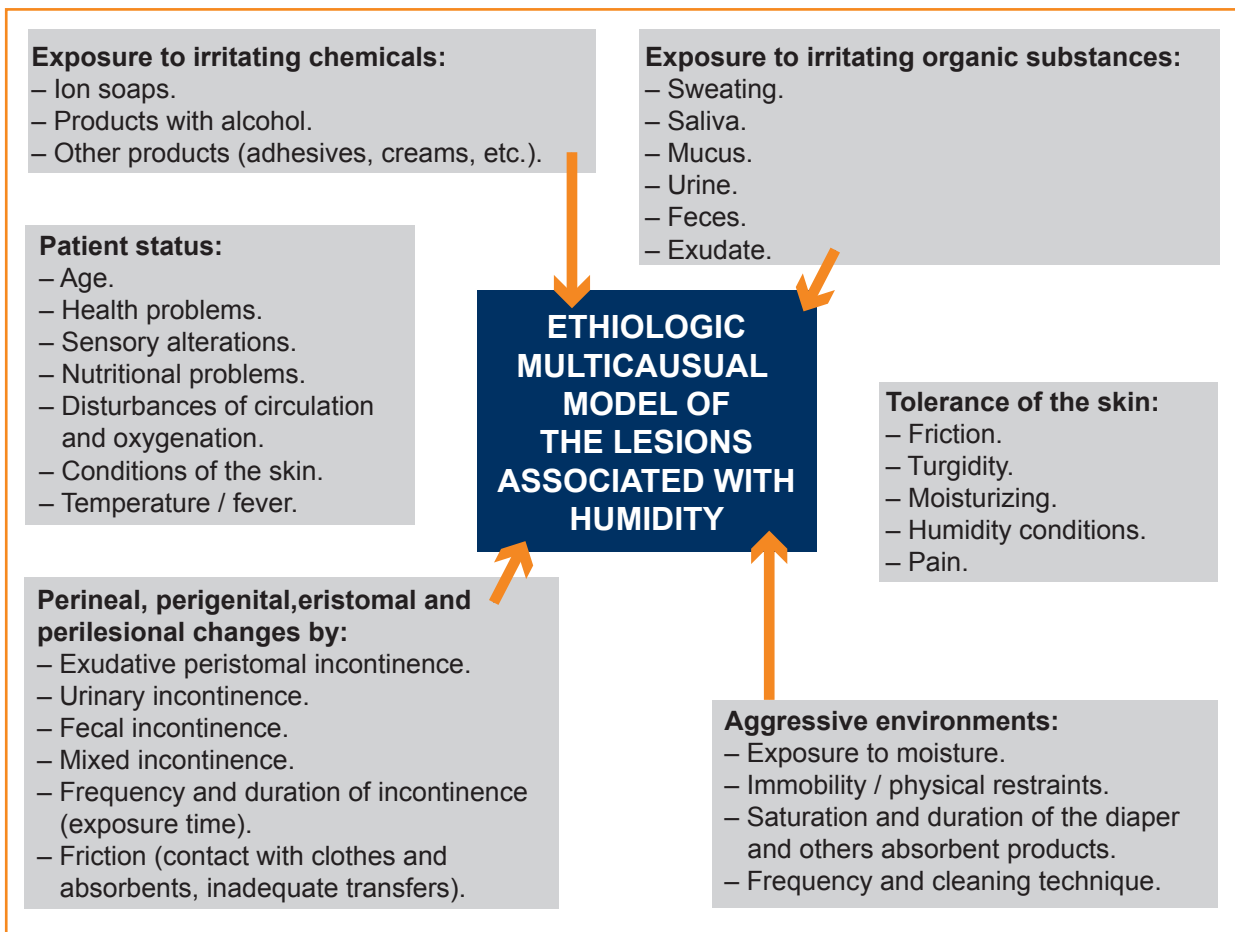 Exposure to irritating chemicals:
– Ion soaps.
– Products with alcohol.
– Other products (adhesives, creams, etc.).
Exposure to irritating organic substances:
– Sweating.
– Saliva.
– Mucus.
– Urine.
– Feces.
– Exudate.
Patient status:
– Age.
– Health problems.
– Sensory alterations.
– Nutritional problems.
– Disturbances of circulation
and oxygenation.
– Conditions of the skin.
– Temperature / fever.
ETHIOLOGIC
MULTICAUSUAL
MODEL OF
THE LESIONS
ASSOCIATED WITH
HUMIDITY
Tolerance of the skin:
– Friction.
– Turgidity.
– Moisturizing.
– Humidity conditions.
– Pain.
Perineal, perigenital,eristomal and
perilesional changes by:
– Exudative peristomal incontinence.
– Urinary incontinence.
– Fecal incontinence.
– Mixed incontinence.
– Frequency and duration of incontinence
(exposure time).
– Friction (contact with clothes and
absorbents, inadequate transfers).
Aggressive environments:
– Exposure to moisture.
– Immobility / physical restraints.
– Saturation and duration of the diaper
and others absorbent products.
– Frequency and cleaning technique.